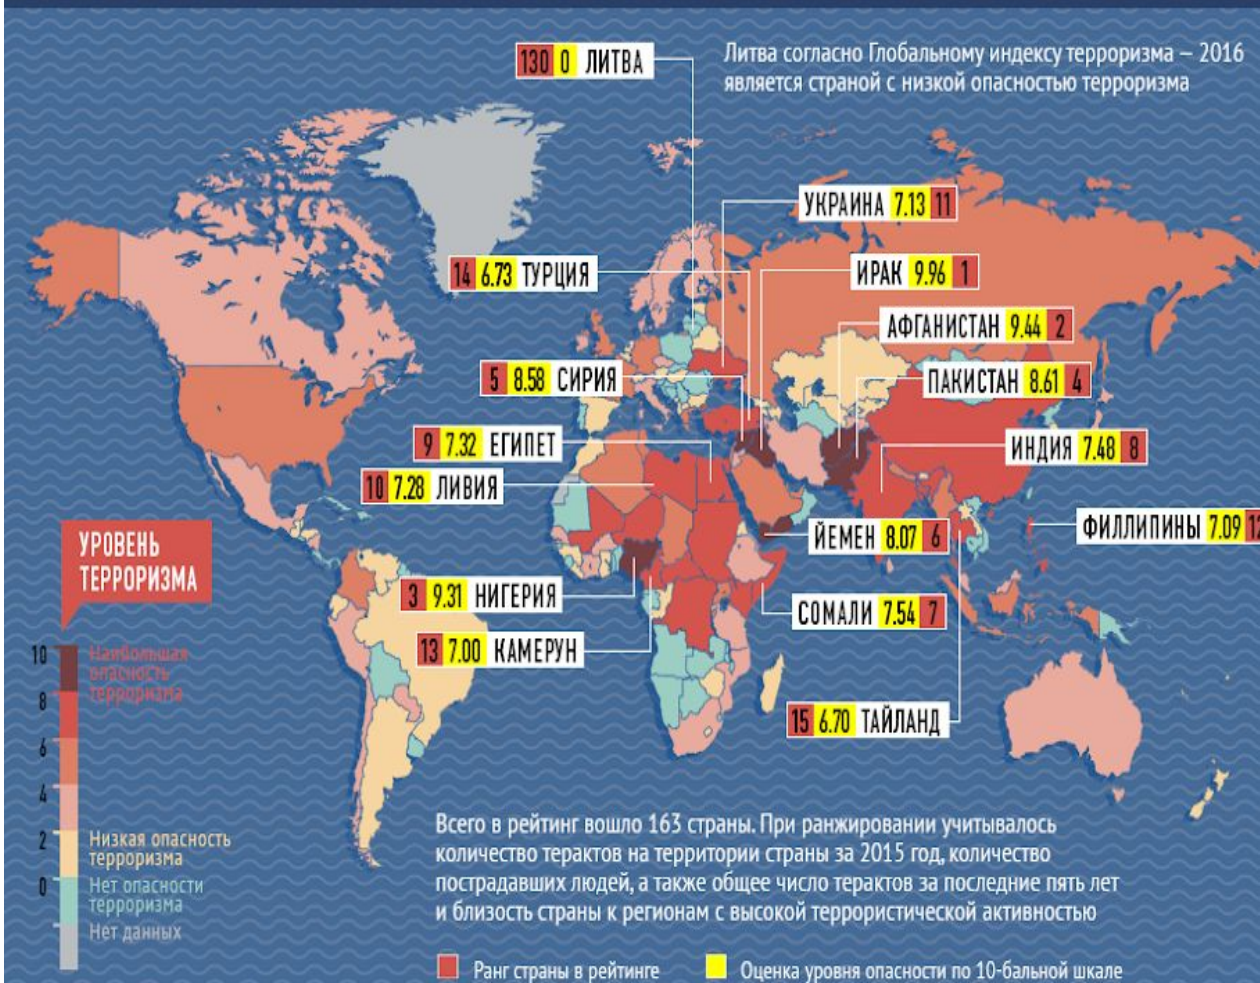 130 0 ЛИТВА
Литва согласно Глобальному индексу терроризма — 2016
является страной с низкой опасностью терроризма
УКРАИНА 7.13 11
14 6.73 ТУРЦИЯ
ИРАК 9.96 1
АФГАНИСТАН 9.44 2
5 8.58 СИРИЯ
ПАКИСТАН 8.61 4
9 7.32 ЕГИПЕТ
ИНДИЯ 7.48 8
10 7.28 ЛИВИЯ
ФИЛЛИПИНЫ 7.09 12
ЙЕМЕН 8.07 6
УРОВЕНЬ
ТЕРРОРИЗМА
3 9.31 НИГЕРИЯ
СОМАЛИ 7.54 7
13 7.00 КАМЕРУН
15 6.70 ТАЙЛАНД
10
Наибольшая
опасность
терроризма
8
6
4
2
Низкая опасность
терроризма
0
Нет опасности
терроризма
Нет данных
Всего в рейтинг вошло 163 страны. При ранжировании учитывалось
количество терактов на территории страны за 2015 год, количество
пострадавших людей, а также общее число терактов за последние пять лет
и близость страны к регионам с высокой террористической активностью
Ранг страны в рейтинге
Оценка уровня опасности по 10-бальной шкале